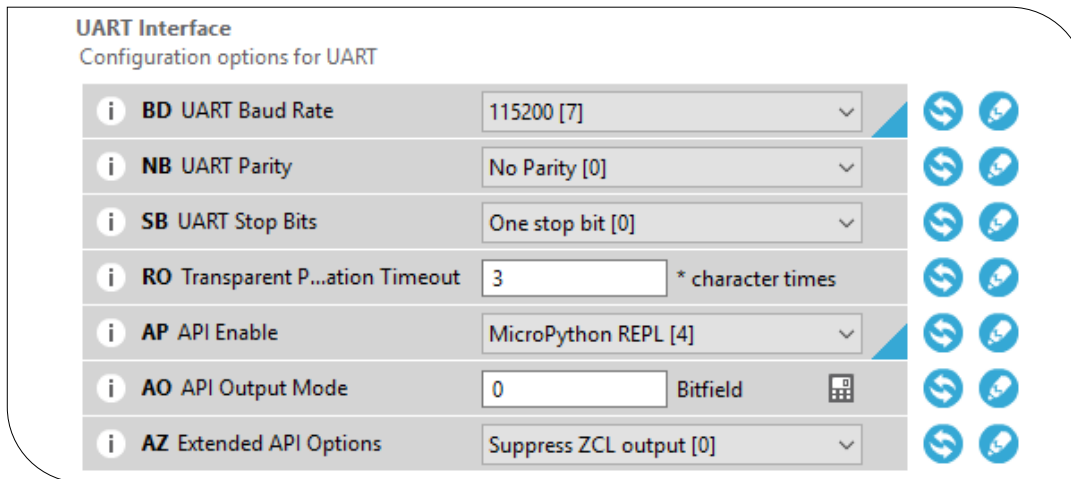 UART Interface
Configuration options for UART
i BD UART Baud Rate 115200 [7]
i NB UART Parity No Parity [0]
i SB UART Stop Bits One stop bit [0]
i RO Transparent P...ation Timeout 3 * character times
i AP API Enable MicroPython REPL [4]
i AO API Output Mode 0 Bitfield
i AZ Extended API Options Suppress ZCL output [0]